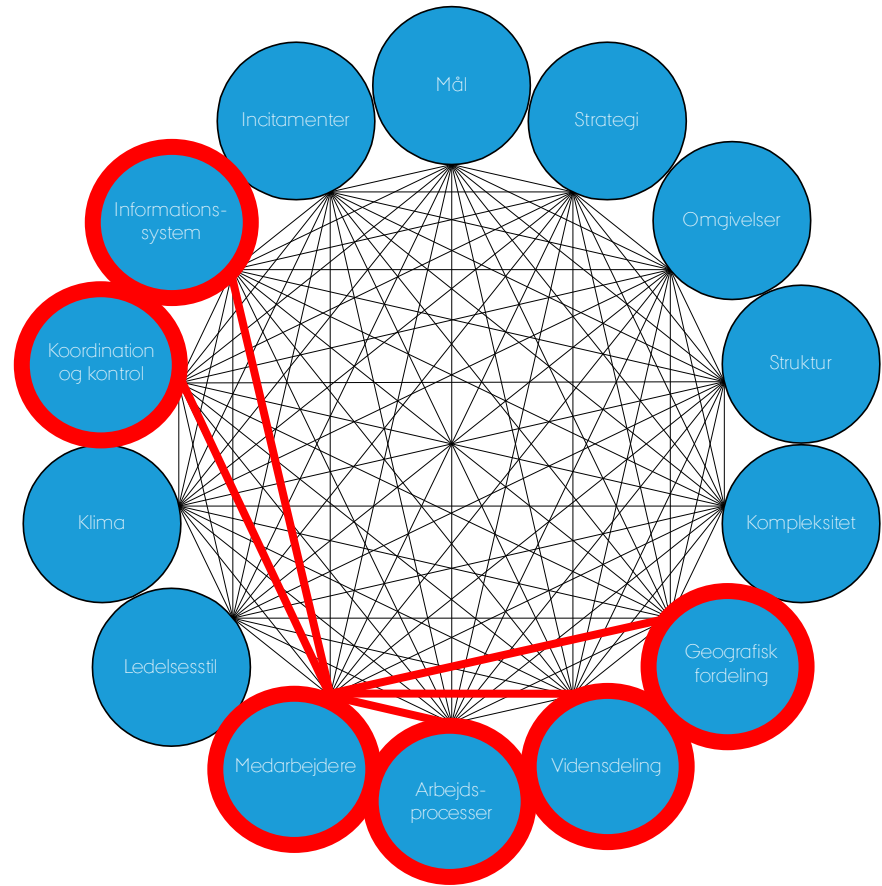 Mål
Strategi
Omgivelser
Struktur
Kompleksitet
Geografisk
fordeling
Vidensdeling
Arbejds-
processer
Medarbejdere
Ledelsesstil
Klima
Koordination
og kontrol
Informations-
system
Incitamenter